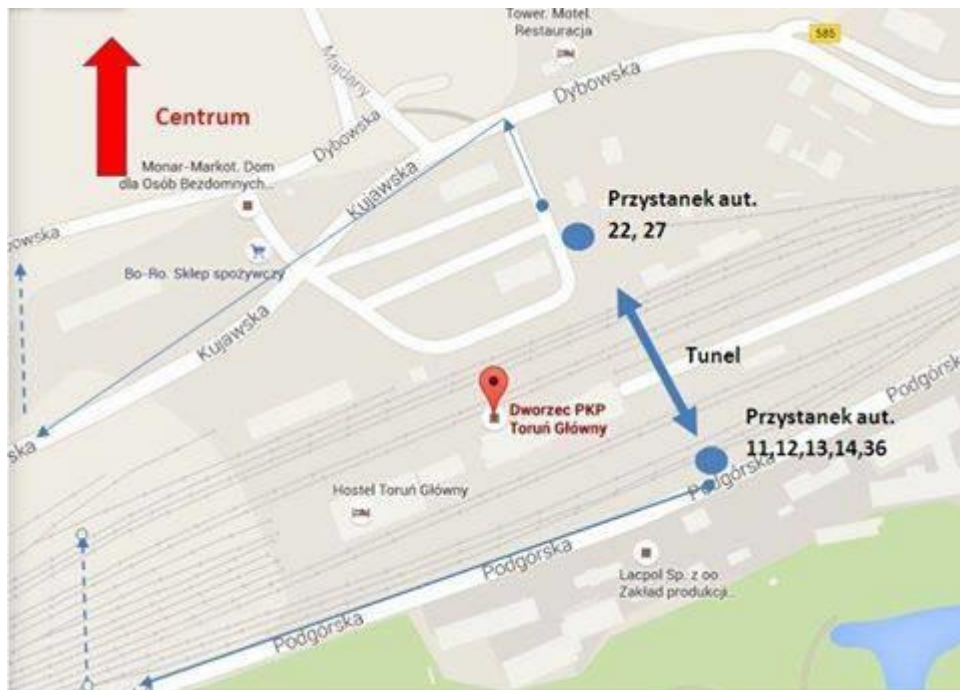 Tower. Motel.
Restauracja
585
Centrum
Majdany
Dybowska
Dybowska
Monar-Markot. Dom
dla Osób Bezdomnych...
Kujawska
Przystanek aut.
22, 27
Bo-Ro. Sklep spożywczy
Kujawska
Tunel
Podgórska
Dworzec PKP
Toruń Główny
Przystanek aut.
11,12,13,14,36
Podgórska
Hostel Toruń Główny
Podgórska
Lacpol Sp. z oo
Zakład produkcji...
Podgórska